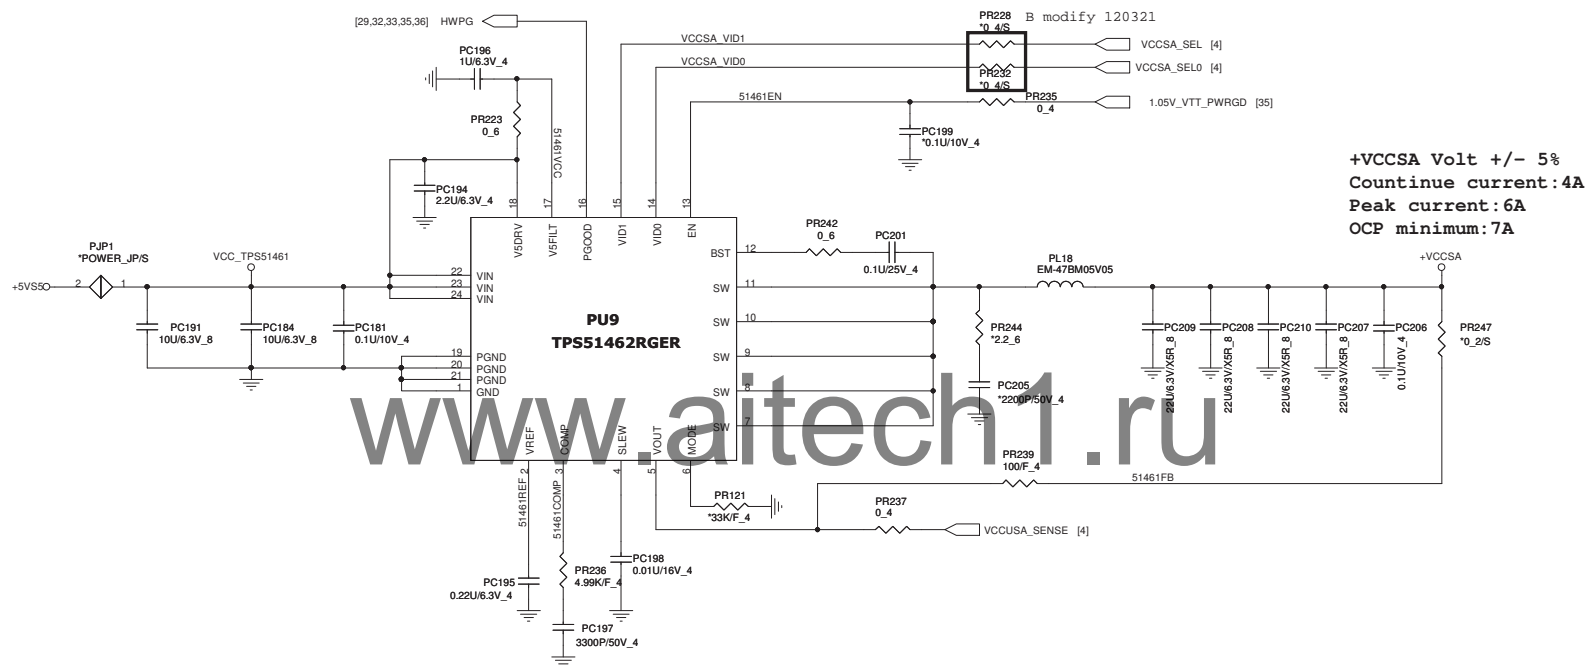 [29,32,33,35,36] HWPG
PR228
*0_4/S
B modify 120321
VCCSA_VID1
VCCSA_SEL [4]
VCCSA_VID0
VCCSA_SEL0 [4]
PR232
*0_4/S
51461EN
PR235
0_4
1.05V_VTT_PWRGD [35]
PC196
1U/6.3V_4
PR223
0_6
51461VCC
PC199
*0.1U/10V_4
PC194
2.2U/6.3V_4
+VCCSA Volt +/- 5%
Countinue current:4A
Peak current:6A
OCP minimum:7A
18
17
16
15
14
13
V5DRV
V5FILT
PGOOD
VID1
VID0
EN
PJP1
*POWER_JP/S
+5VS5
2
1
VCC_TPS51461
22
VIN
23
VIN
24
VIN
PC191
10U/6.3V_8
PC184
10U/6.3V_8
PC181
0.1U/10V_4
19
PGND
20
PGND
21
PGND
1
GND
PU9
TPS51462RGER
BST
12
SW
11
SW
10
SW
9
SW
8
SW
7
PR242
0_6
PC201
0.1U/25V_4
PL18
EM-47BM05V05
+VCCSA
PR244
*2.2_6
PC205
*2200P/50V_4
PC209
22U/6.3V/X5R_8
PC208
22U/6.3V/X5R_8
PC210
22U/6.3V/X5R_8
PC207
22U/6.3V/X5R_8
PC206
0.1U/10V_4
PR247
*0_2/S
www.aitech1.ru
VREF
COMP
SLEW
VOUT
MODE
2
3
4
5
6
51461REF
51461COMP
PR239
100/F_4
51461FB
PR121
*33K/F_4
PR237
0_4
VCCUSA_SENSE [4]
PC195
0.22U/6.3V_4
PR236
4.99K/F_4
PC198
0.01U/16V_4
PC197
3300P/50V_4